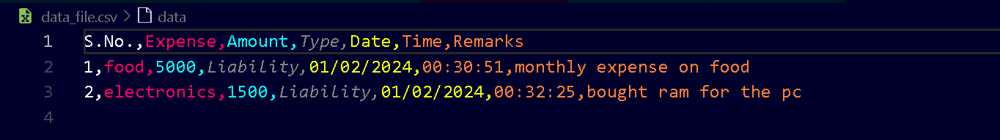 data_file.csv > data
1 S.No.,Expense,Amount,Type,Date,Time,Remarks
2 1,food,5000,Liability,01/02/2024,00:30:51,monthly expense on food
3 2,electronics,1500,Liability,01/02/2024,00:32:25,bought ram for the pc
4